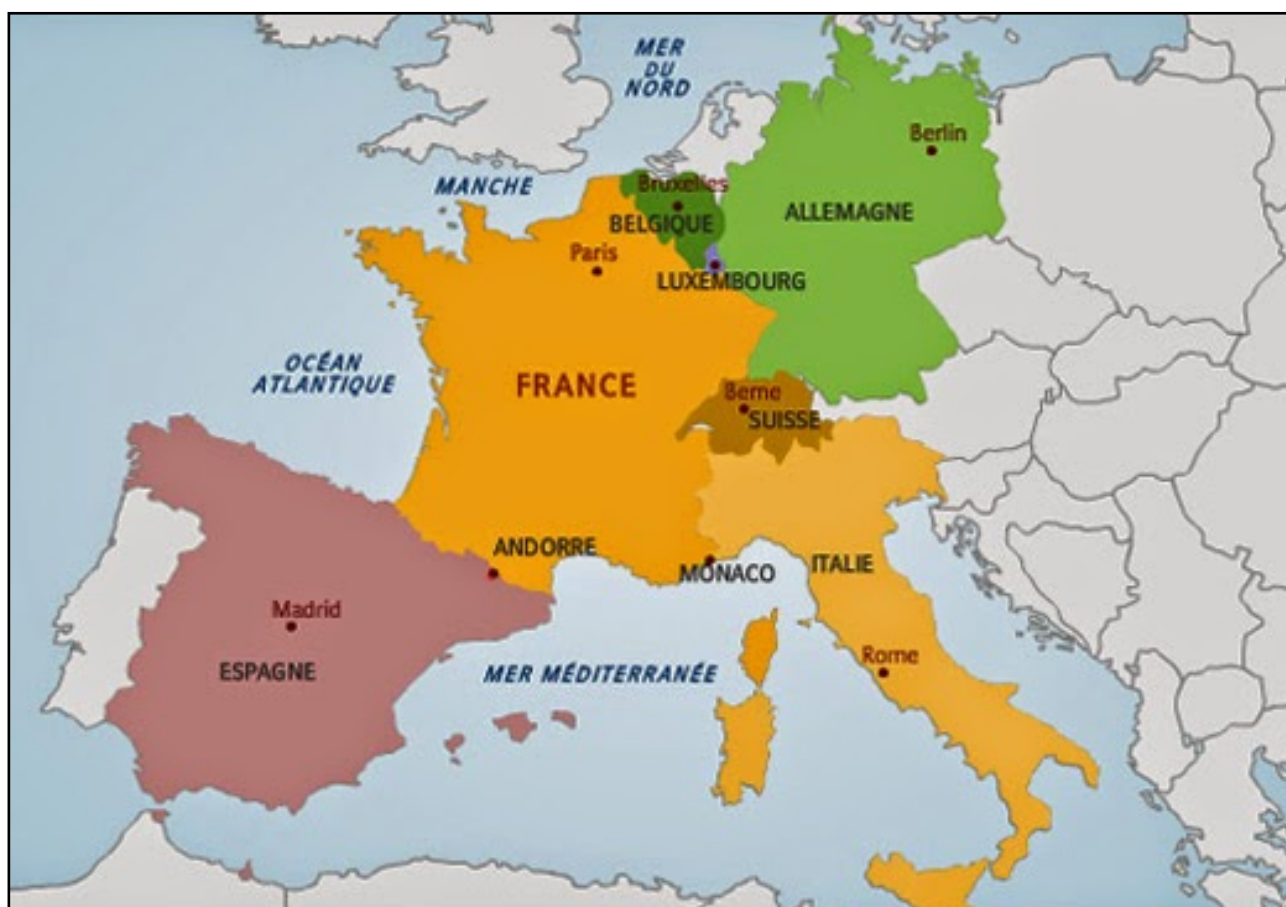 MER
DU
NORD
Berlin
MANCHE
Bruxelles
BELGIQUE
ALLEMAGNE
Paris
LUXEMBOURG
OCÉAN
ATLANTIQUE
FRANCE
Berne
SUISSE
ANDORRE
MONACO
ITALIE
Madrid
ESPAGNE
MER MÉDITERRANÉE
Rome